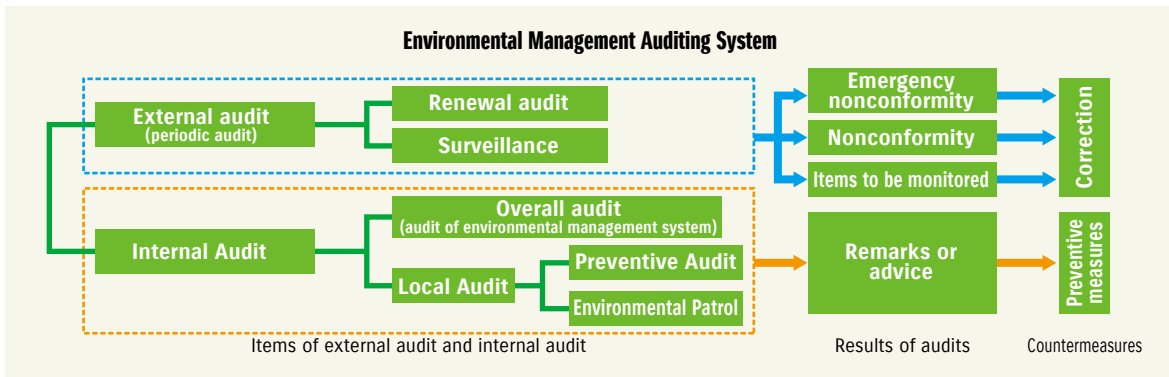 Environmental Management Auditing System
External audit
(periodic audit)
Renewal audit
Surveillance
Emergency
nonconformity
Nonconformity
Items to be monitored
Correction
Internal Audit
Overall audit
(audit of environmental management system)
Local Audit
Preventive Audit
Environmental Patrol
Remarks or
advice
Preventive
measures
Items of external audit and internal audit
Results of audits
Countermeasures